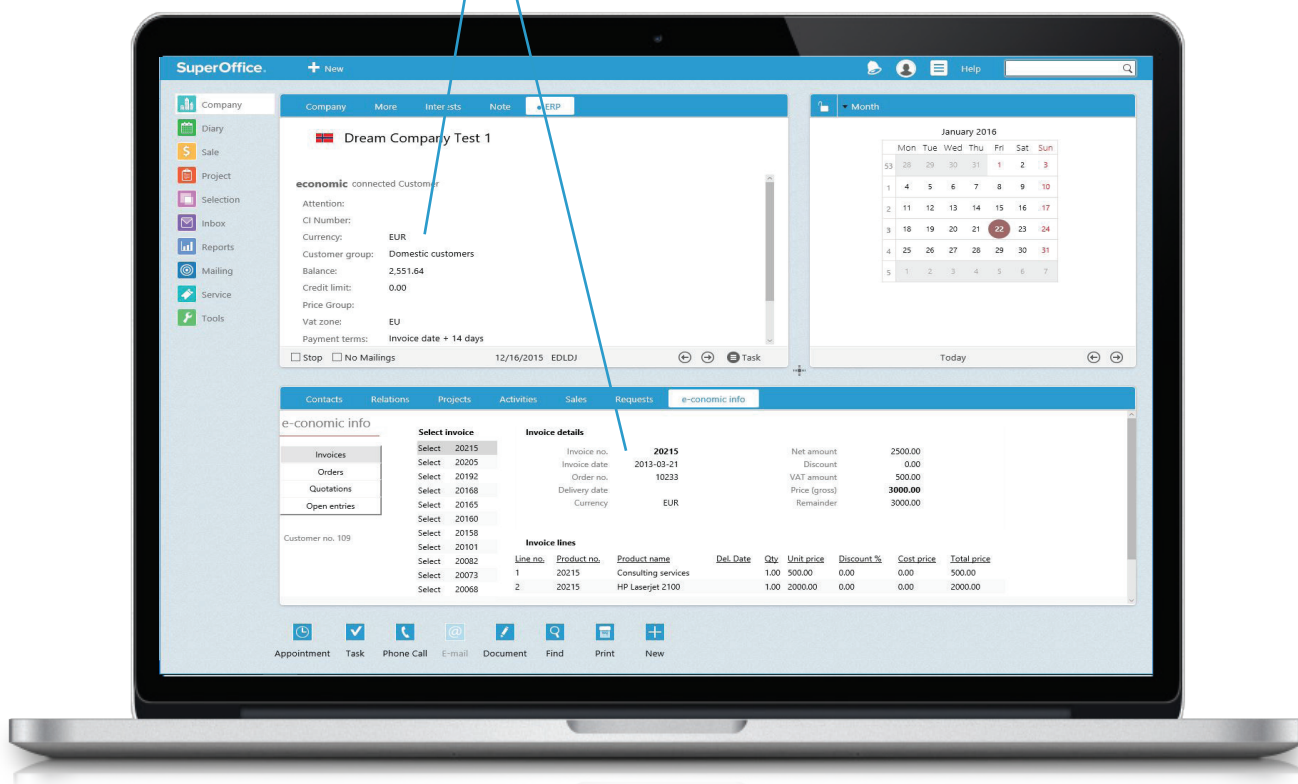 SuperOffice.
New
Help
Company
Diary
Sale
Project
Selection
Inbox
Reports
Mailing
Service
Tools
Company More Interests Note ERP
Dream Company Test 1
economic connected Customer
Attention:
CI Number:
Currency: EUR
Customer group: Domestic customers
Balance: 2,551.64
Credit limit: 0.00
Price Group:
Vat zone: EU
Payment terms: Invoice date + 14 days
Stop No Mailings 12/16/2015 EDLDJ Task
Month
January 2016
Mon Tue Wed Thu Fri Sat Sun
53 28 29 30 31 1 2 3
1 4 5 6 7 8 9 10
2 11 12 13 14 15 16 17
3 18 19 20 21 22 23 24
4 25 26 27 28 29 30 31
5 1 2 3 4 5 6 7
Today
Contacts Relations Projects Activities Sales Requests e-conomic info
e-conomic info
Invoices
Orders
Quotations
Open entries
Customer no. 109
Select invoice
Select 20215
Select 20205
Select 20192
Select 20168
Select 20165
Select 20160
Select 20158
Select 20101
Select 20082
Select 20073
Select 20068
Invoice details
Invoice no. 20215
Invoice date 2013-03-21
Order no. 10233
Delivery date
Currency EUR
Net amount 2500.00
Discount 0.00
VAT amount 500.00
Price (gross) 3000.00
Remainder 3000.00
Invoice lines
Line no. Product no. Product name Del. Date Qty Unit price Discount % Cost price Total price
1 20215 Consulting services 1.00 500.00 0.00 0.00 500.00
2 20215 HP Laserjet 2100 1.00 2000.00 0.00 0.00 2000.00
Appointment Task Phone Call E-mail Document Find Print New